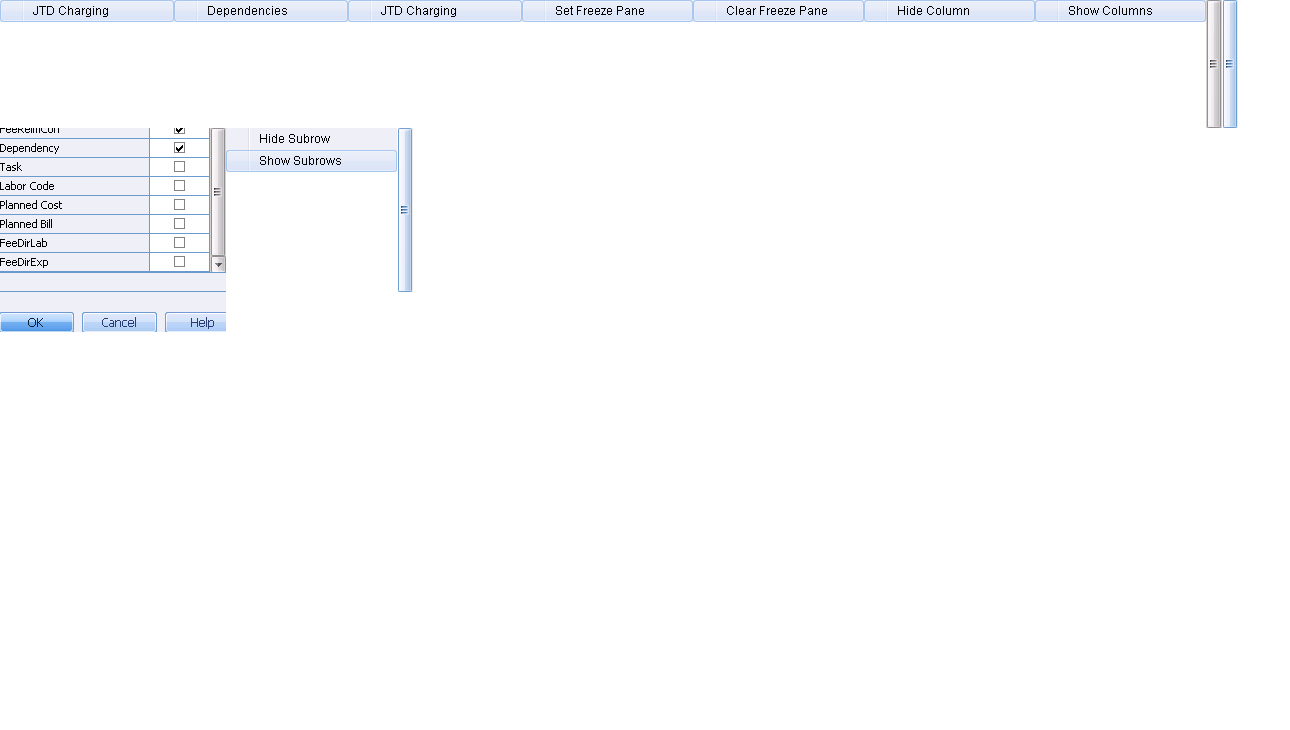 JTD Charging Dependencies JTD Charging Set Freeze Pane Clear Freeze Pane Hide Column Show Columns
FeeReimCon
Dependency
Task
Labor Code
Planned Cost
Planned Bill
FeeDirLab
FeeDirExp
OK Cancel Help
Hide Subrow
Show Subrows